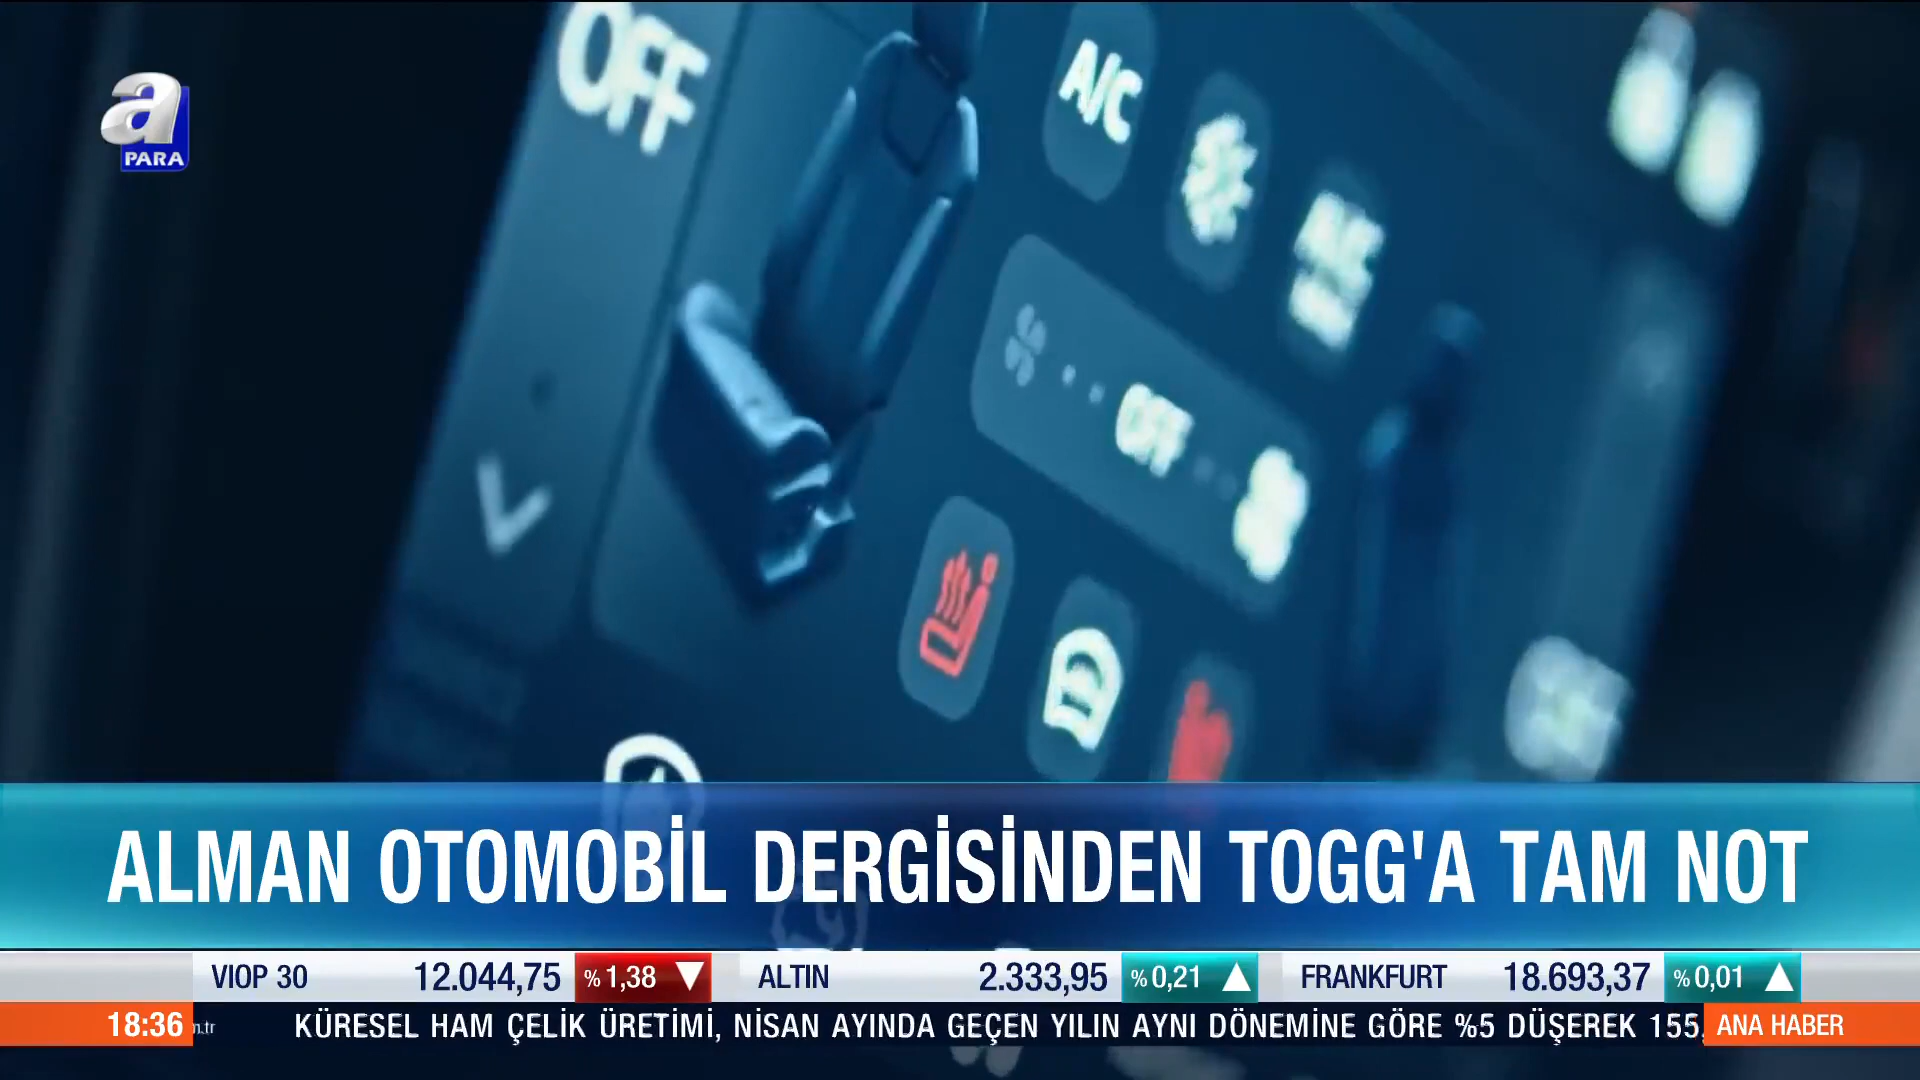 OFF
A/C
a
PARA
A/C
OFF
ALMAN OTOMOBİL DERGİSİNDEN TOGG'A TAM NOT
VIOP 30 12.044,75 %1,38 ▼ ALTIN 2.333,95 %0,21 ▲ FRANKFURT 18.693,37 %0,01 ▲
18:36 m.tr KÜRESEL HAM ÇELİK ÜRETİMİ, NİSAN AYINDA GEÇEN YILIN AYNI DÖNEMİNE GÖRE %5 DÜŞEREK 155, ANA HABER